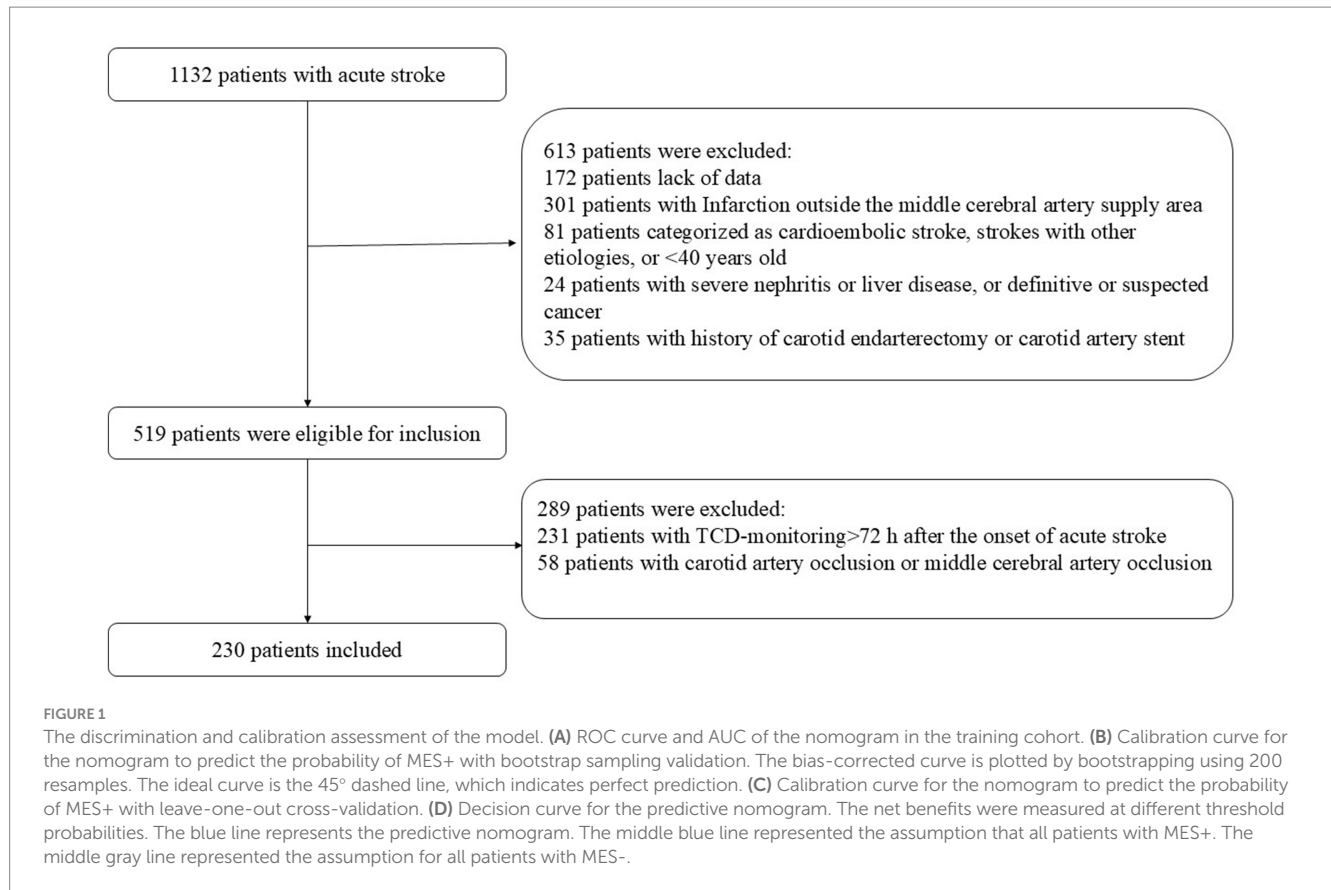 1132 patients with acute stroke
613 patients were excluded:
172 patients lack of data
301 patients with Infarction outside the middle cerebral artery supply area
81 patients categorized as cardioembolic stroke, strokes with other
etiologies, or <40 years old
24 patients with severe nephritis or liver disease, or definitive or suspected
cancer
35 patients with history of carotid endarterectomy or carotid artery stent
519 patients were eligible for inclusion
289 patients were excluded:
231 patients with TCD-monitoring>72 h after the onset of acute stroke
58 patients with carotid artery occlusion or middle cerebral artery occlusion
230 patients included
FIGURE 1
The discrimination and calibration assessment of the model. (A) ROC curve and AUC of the nomogram in the training cohort. (B) Calibration curve for
the nomogram to predict the probability of MES+ with bootstrap sampling validation. The bias-corrected curve is plotted by bootstrapping using 200
resamples. The ideal curve is the 45° dashed line, which indicates perfect prediction. (C) Calibration curve for the nomogram to predict the probability
of MES+ with leave-one-out cross-validation. (D) Decision curve for the predictive nomogram. The net benefits were measured at different threshold
probabilities. The blue line represents the predictive nomogram. The middle blue line represented the assumption that all patients with MES+. The
middle gray line represented the assumption for all patients with MES-.